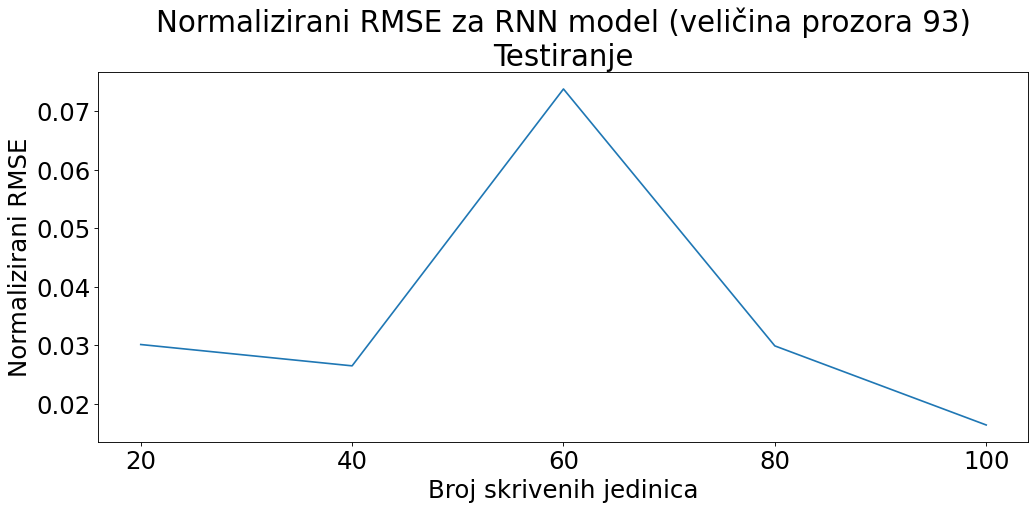 Normalizirani RMSE za RNN model (veličina prozora 93)
Testiranje
Normalizirani RMSE
0.07
0.06
0.05
0.04
0.03
0.02
20 40 60 80 100
Broj skrivenih jedinica